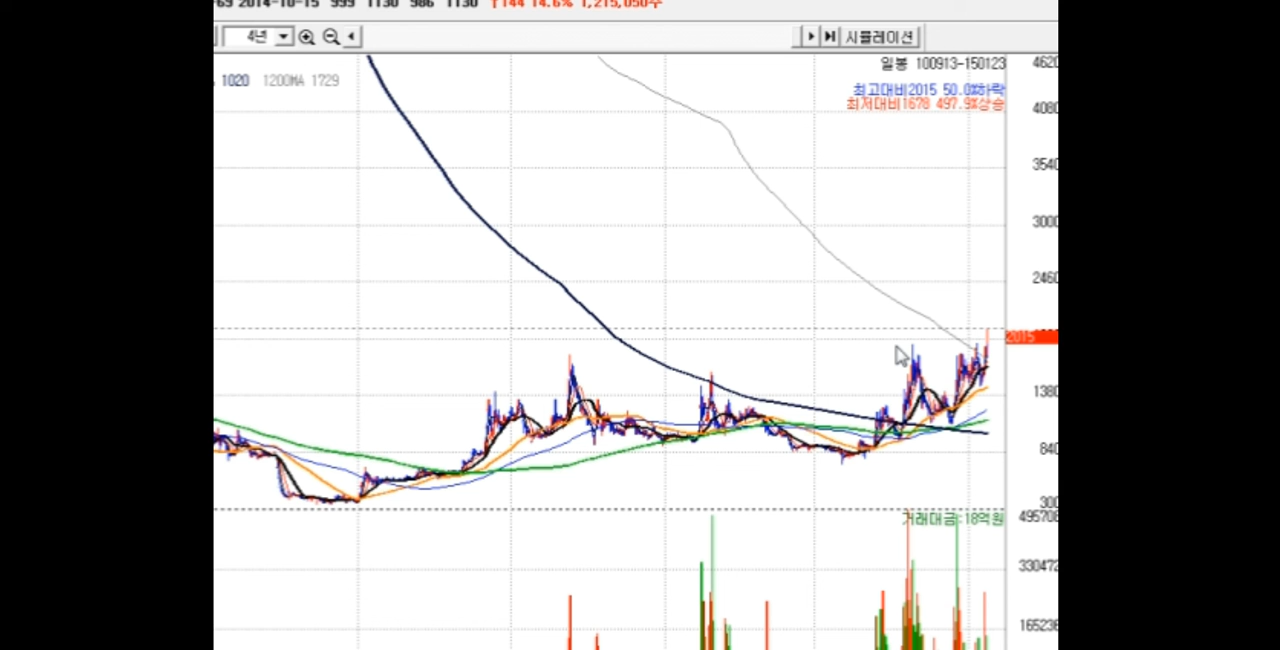 69 2014-10-15 999 1130 986 1130 ↑144 14.6% 1,215,050주
4년 시뮬레이션
1020 1200MA 1729 일봉 100913-150123
최고대비2015 50.0%하락
최저대비1678 497.9%상승
4620
4080
3540
3000
2460
2015
1380
840
300
거래대금:18억원 495708
330472
165236